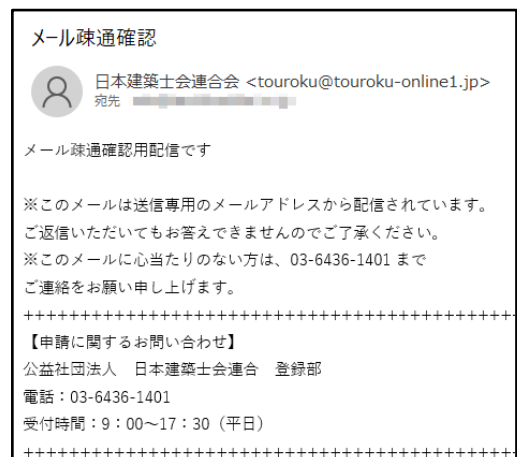 メール疎通確認
日本建築士会連合会 <touroku@touroku-online1.jp>
宛先
メール疎通確認用配信です
※このメールは送信専用のメールアドレスから配信されています。
ご返信いただいてもお答えできませんのでご了承ください。
※このメールに心当たりのない方は、03-6436-1401 まで
ご連絡をお願い申し上げます。
++++++++++++++++++++++++++++++++++++++++++
【申請に関するお問い合わせ】
公益社団法人　日本建築士会連合　登録部
電話：03-6436-1401
受付時間：9：00～17：30（平日）
++++++++++++++++++++++++++++++++++++++++++